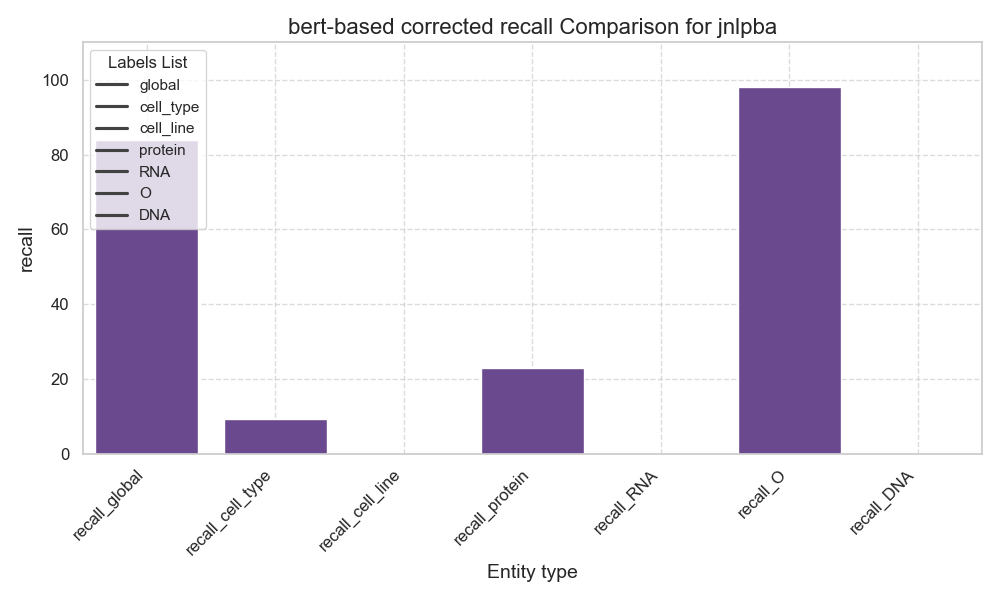 bert-based corrected recall Comparison for jnlpba
Labels List
global
cell_type
cell_line
protein
RNA
O
DNA
recall
100
80
60
40
20
0
recall_global
recall_cell_type
recall_cell_line
recall_protein
recall_RNA
recall_O
recall_DNA
Entity type